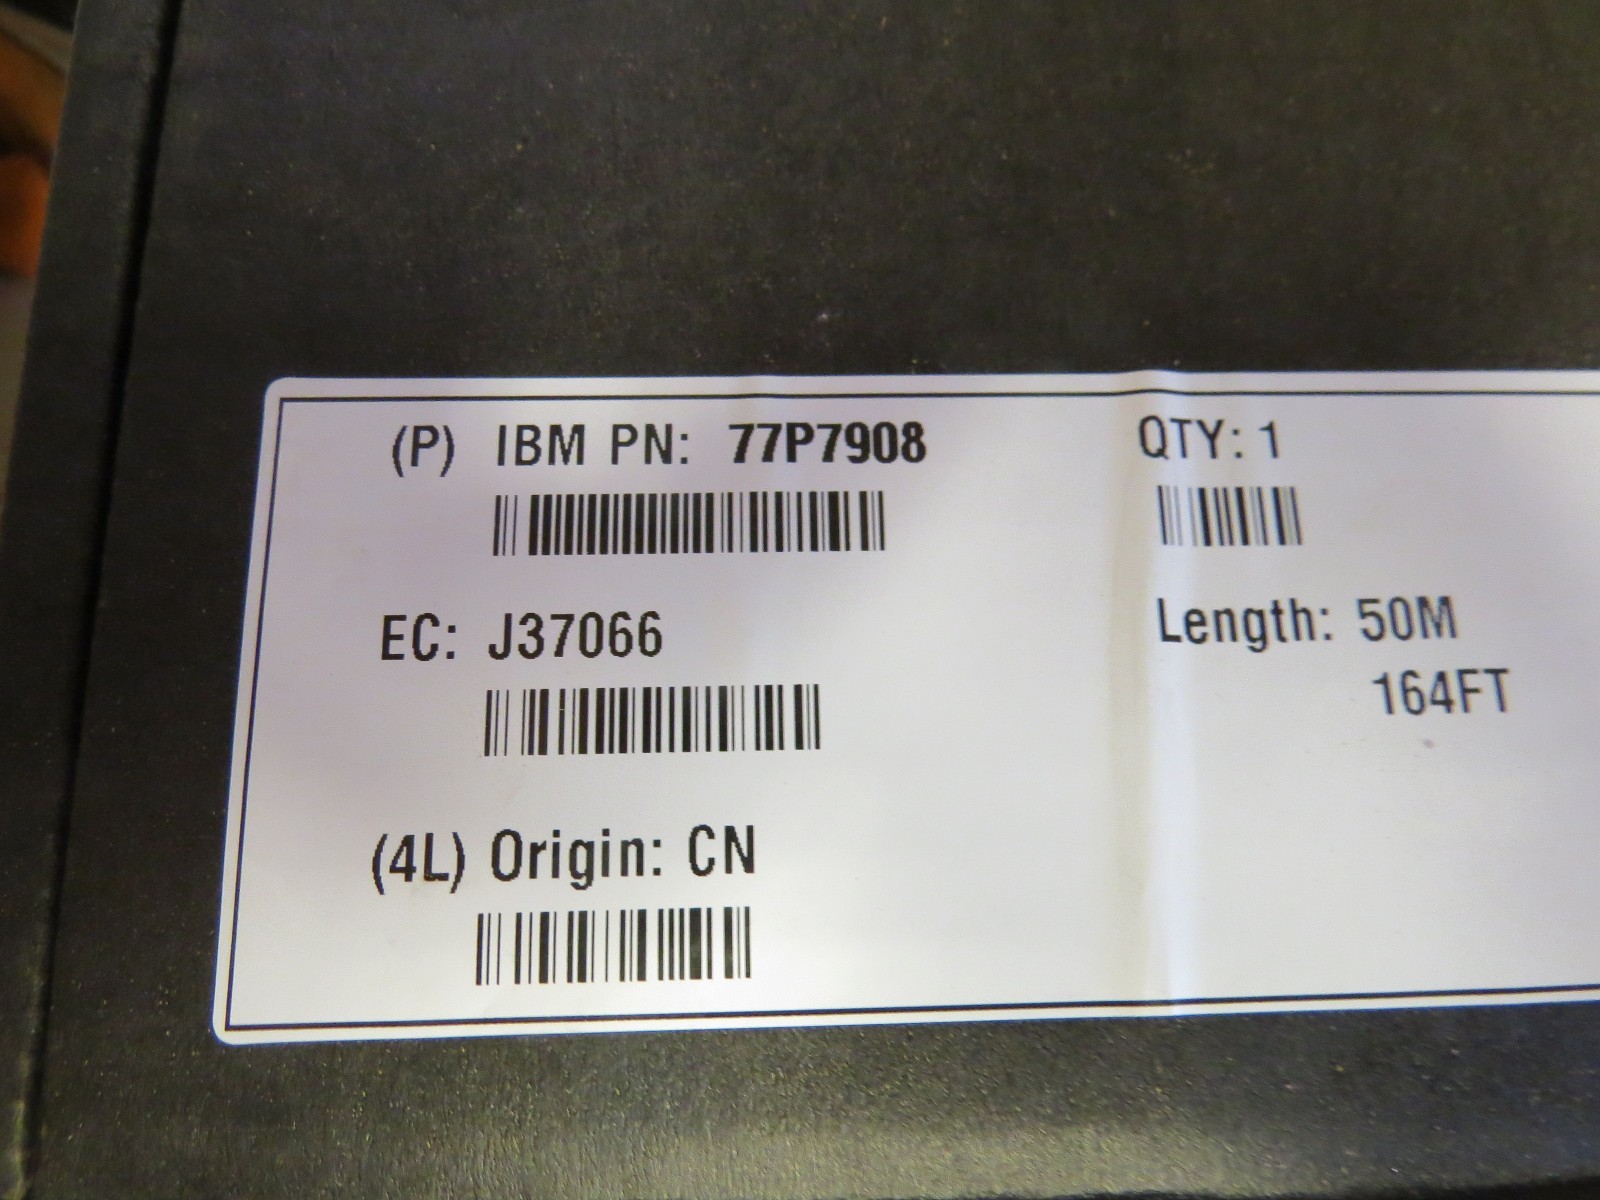 (P) IBM PN: 77P7908 QTY: 1
EC: J37066 Length: 50M
164FT
(4L) Origin: CN